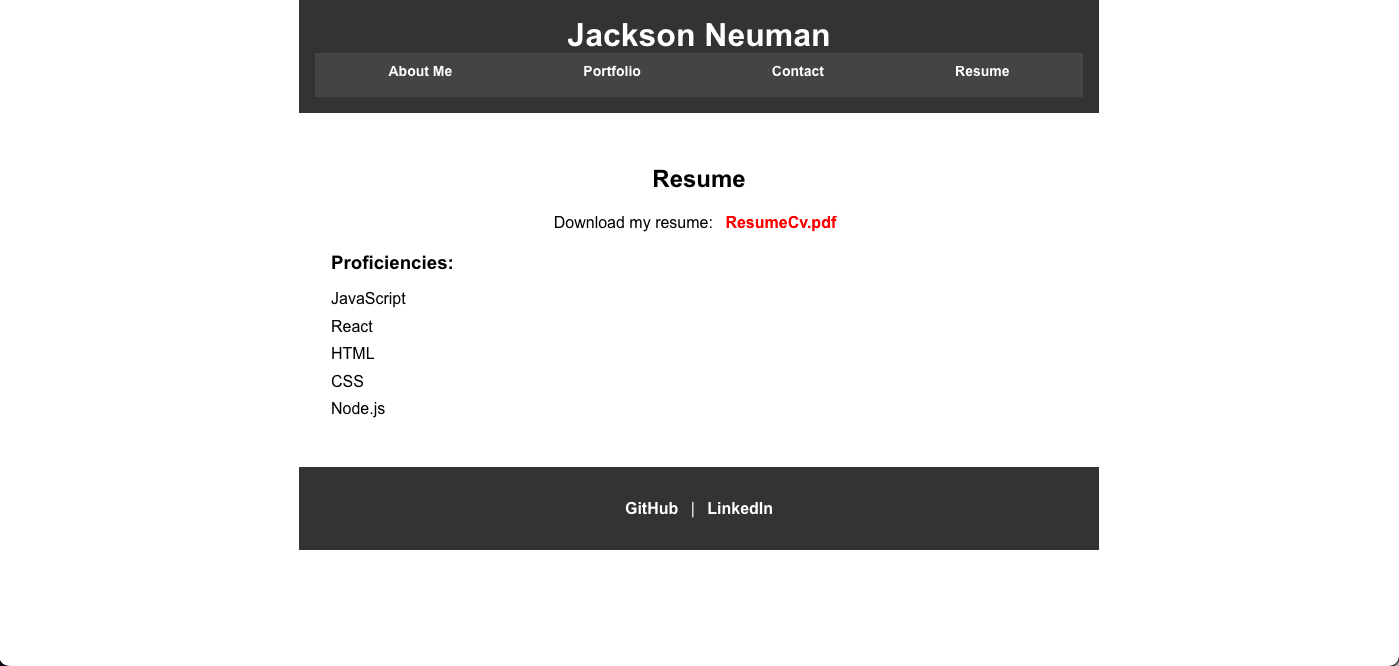 Jackson Neuman
About Me Portfolio Contact Resume
Resume
Download my resume: ResumeCv.pdf
Proficiencies:
JavaScript
React
HTML
CSS
Node.js
GitHub | LinkedIn